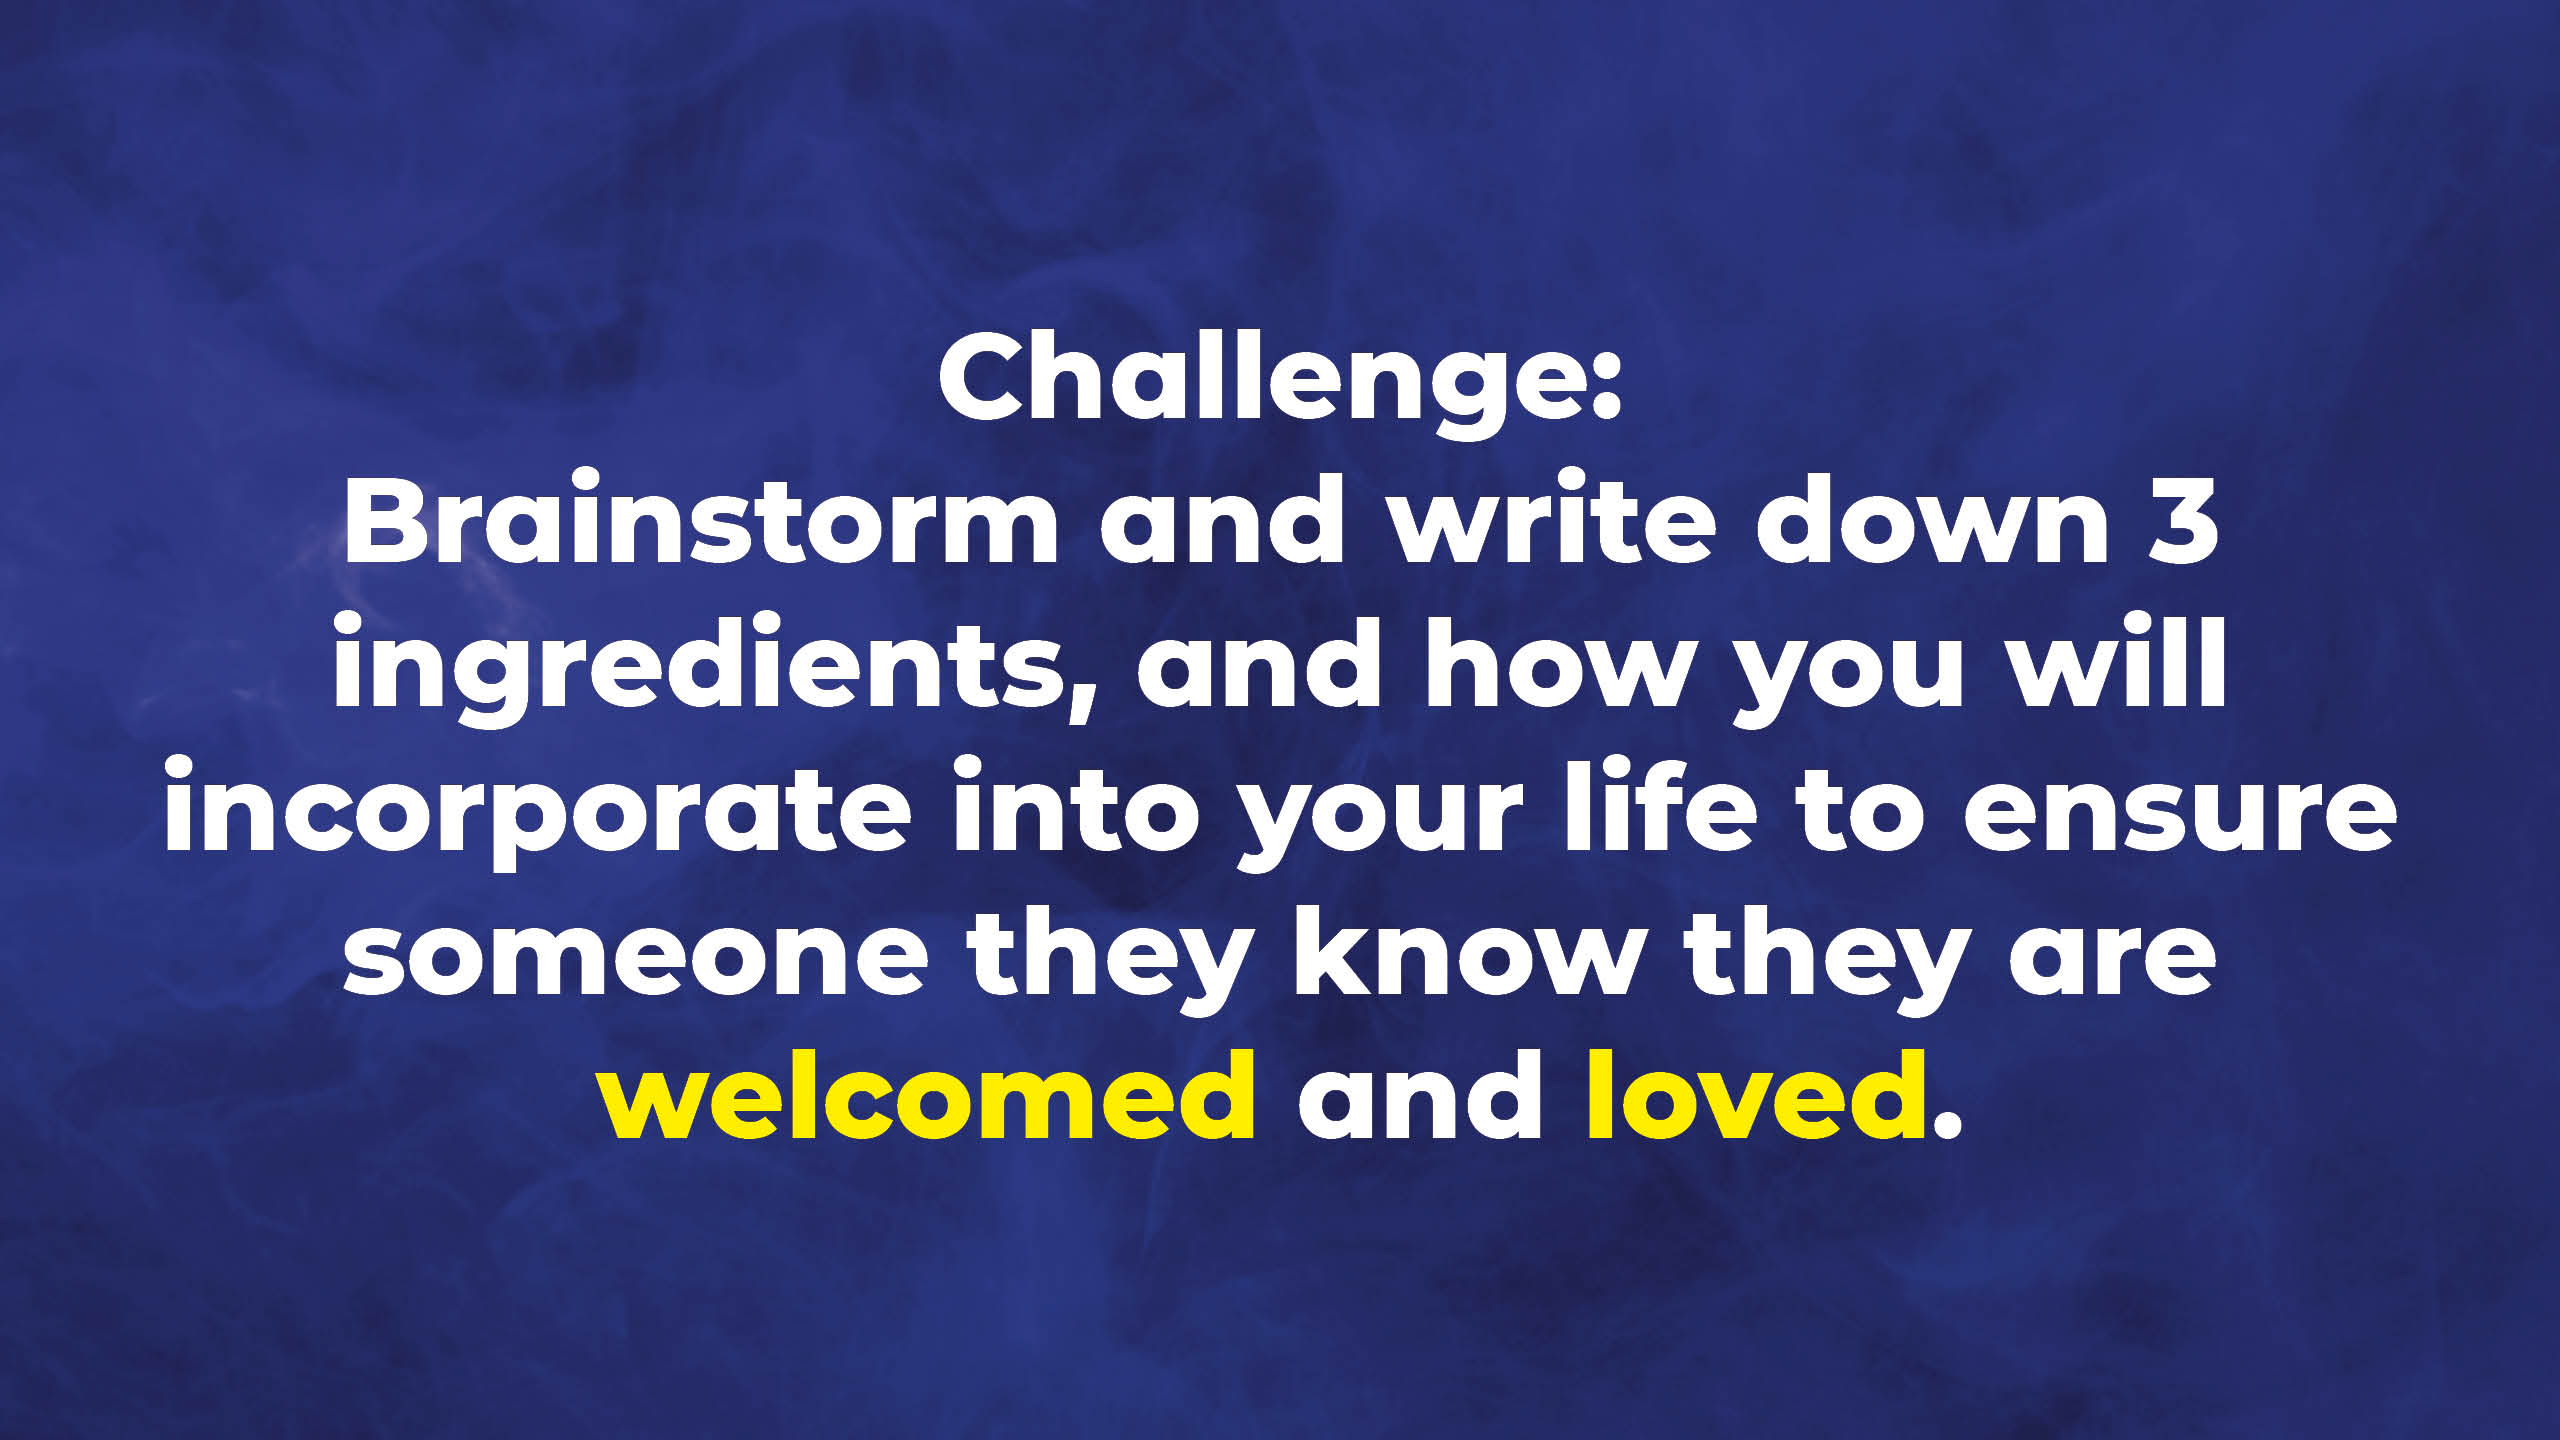 Challenge:
Brainstorm and write down 3
ingredients, and how you will
incorporate into your life to ensure
someone they know they are
welcomed and loved.